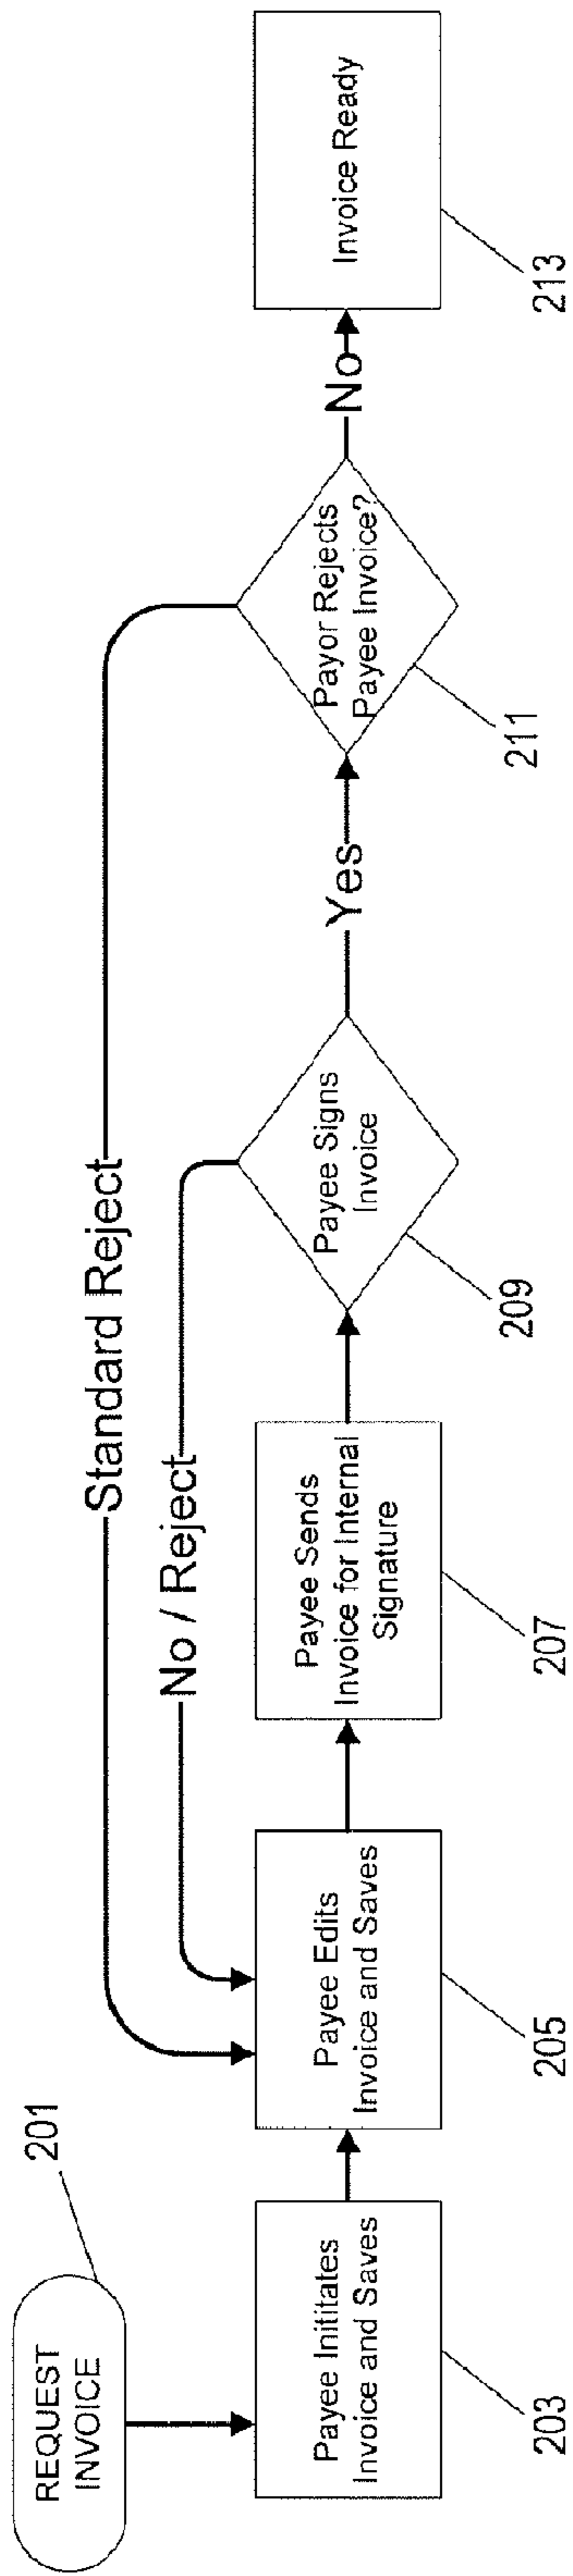 REQUEST
INVOICE
201
Payee Inititates
Invoice and Saves
203
Payee Edits
Invoice and Saves
205
Payee Sends
Invoice for Internal
Signature
207
Payee Signs
Invoice
209
No / Reject
Yes
Payor Rejects
Payee Invoice?
211
Standard Reject
No
Invoice Ready
213